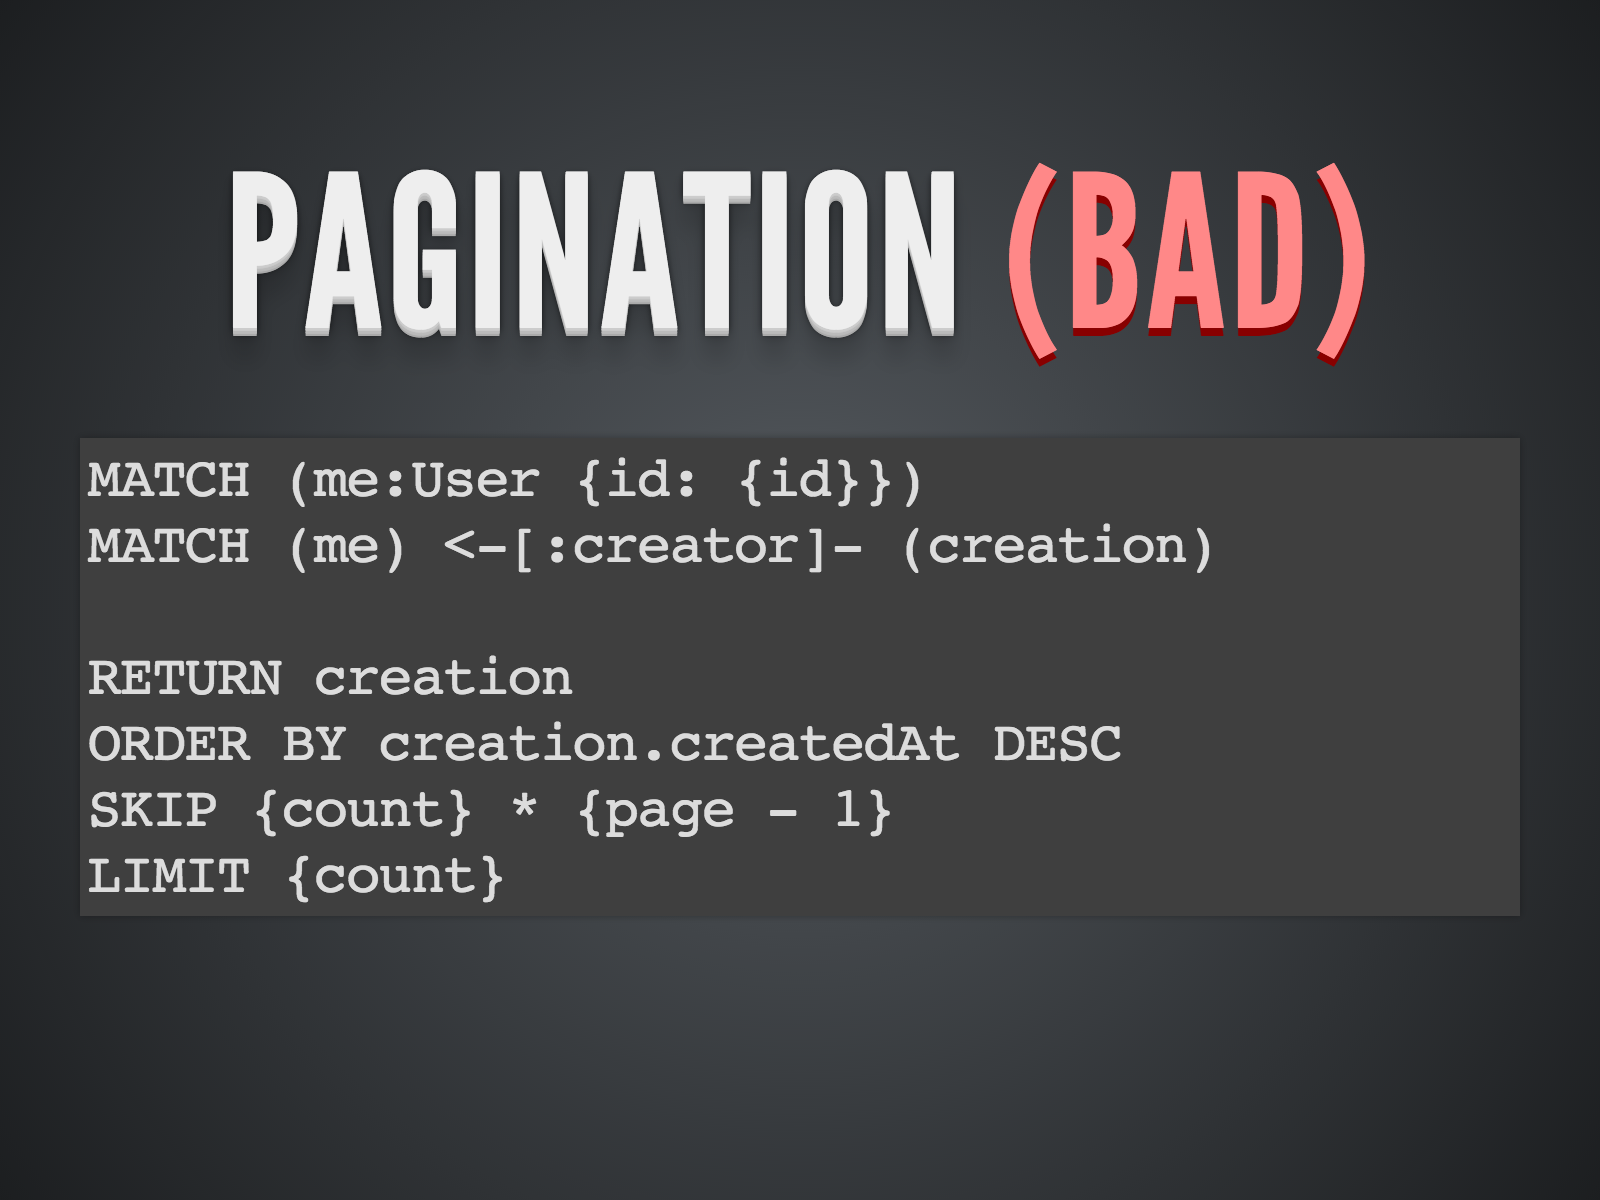 PAGINATION (BAD)
MATCH (me:User {id: {id}})
MATCH (me) <-[:creator]- (creation)
RETURN creation
ORDER BY creation.createdAt DESC
SKIP {count} * {page - 1}
LIMIT {count}